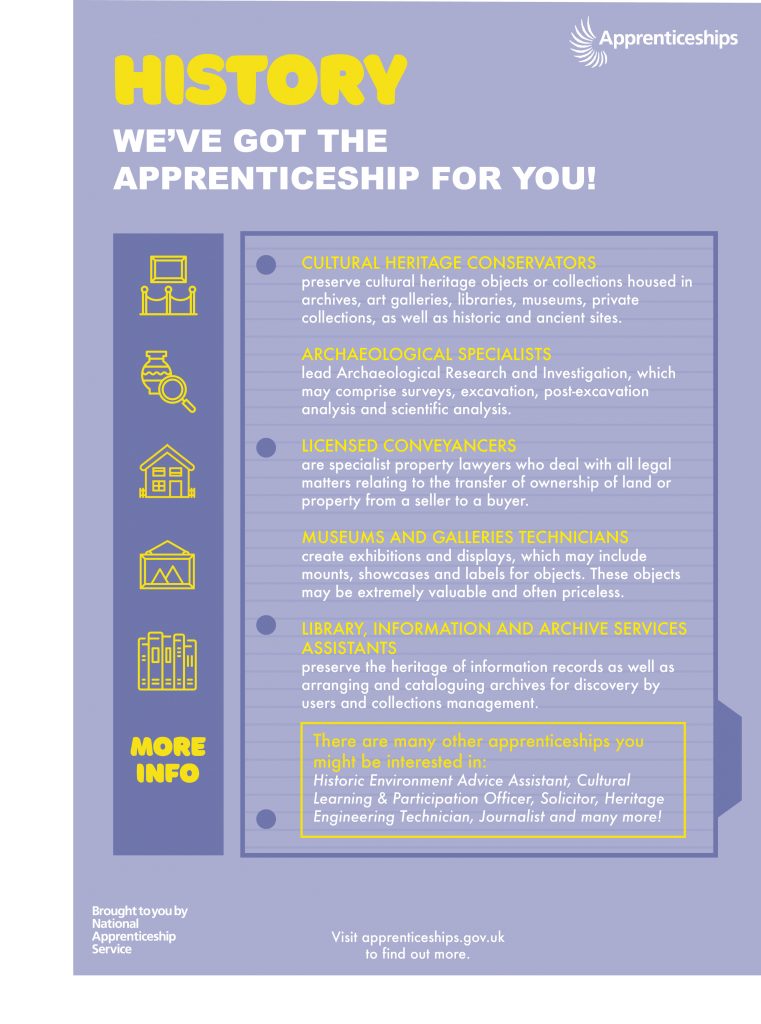 Apprenticeships
HISTORY
WE'VE GOT THE
APPRENTICESHIP FOR YOU!
CULTURAL HERITAGE CONSERVATORS
preserve cultural heritage objects or collections housed in
archives, art galleries, libraries, museums, private
collections, as well as historic and ancient sites.
ARCHAEOLOGICAL SPECIALISTS
lead Archaeological Research and Investigation, which
may comprise surveys, excavation, post-excavation
analysis and scientific analysis.
LICENSED CONVEYANCERS
are specialist property lawyers who deal with all legal
matters relating to the transfer of ownership of land or
property from a seller to a buyer.
MUSEUMS AND GALLERIES TECHNICIANS
create exhibitions and displays, which may include
mounts, showcases and labels for objects. These objects
may be extremely valuable and often priceless.
LIBRARY, INFORMATION AND ARCHIVE SERVICES
ASSISTANTS
preserve the heritage of information records as well as
arranging and cataloguing archives for discovery by
users and collections management.
MORE
INFO
There are many other apprenticeships you
might be interested in:
Historic Environment Advice Assistant, Cultural
Learning & Participation Officer, Solicitor, Heritage
Engineering Technician, Journalist and many more!
Brought to you by
National
Apprenticeship
Service
Visit apprenticeships.gov.uk
to find out more.